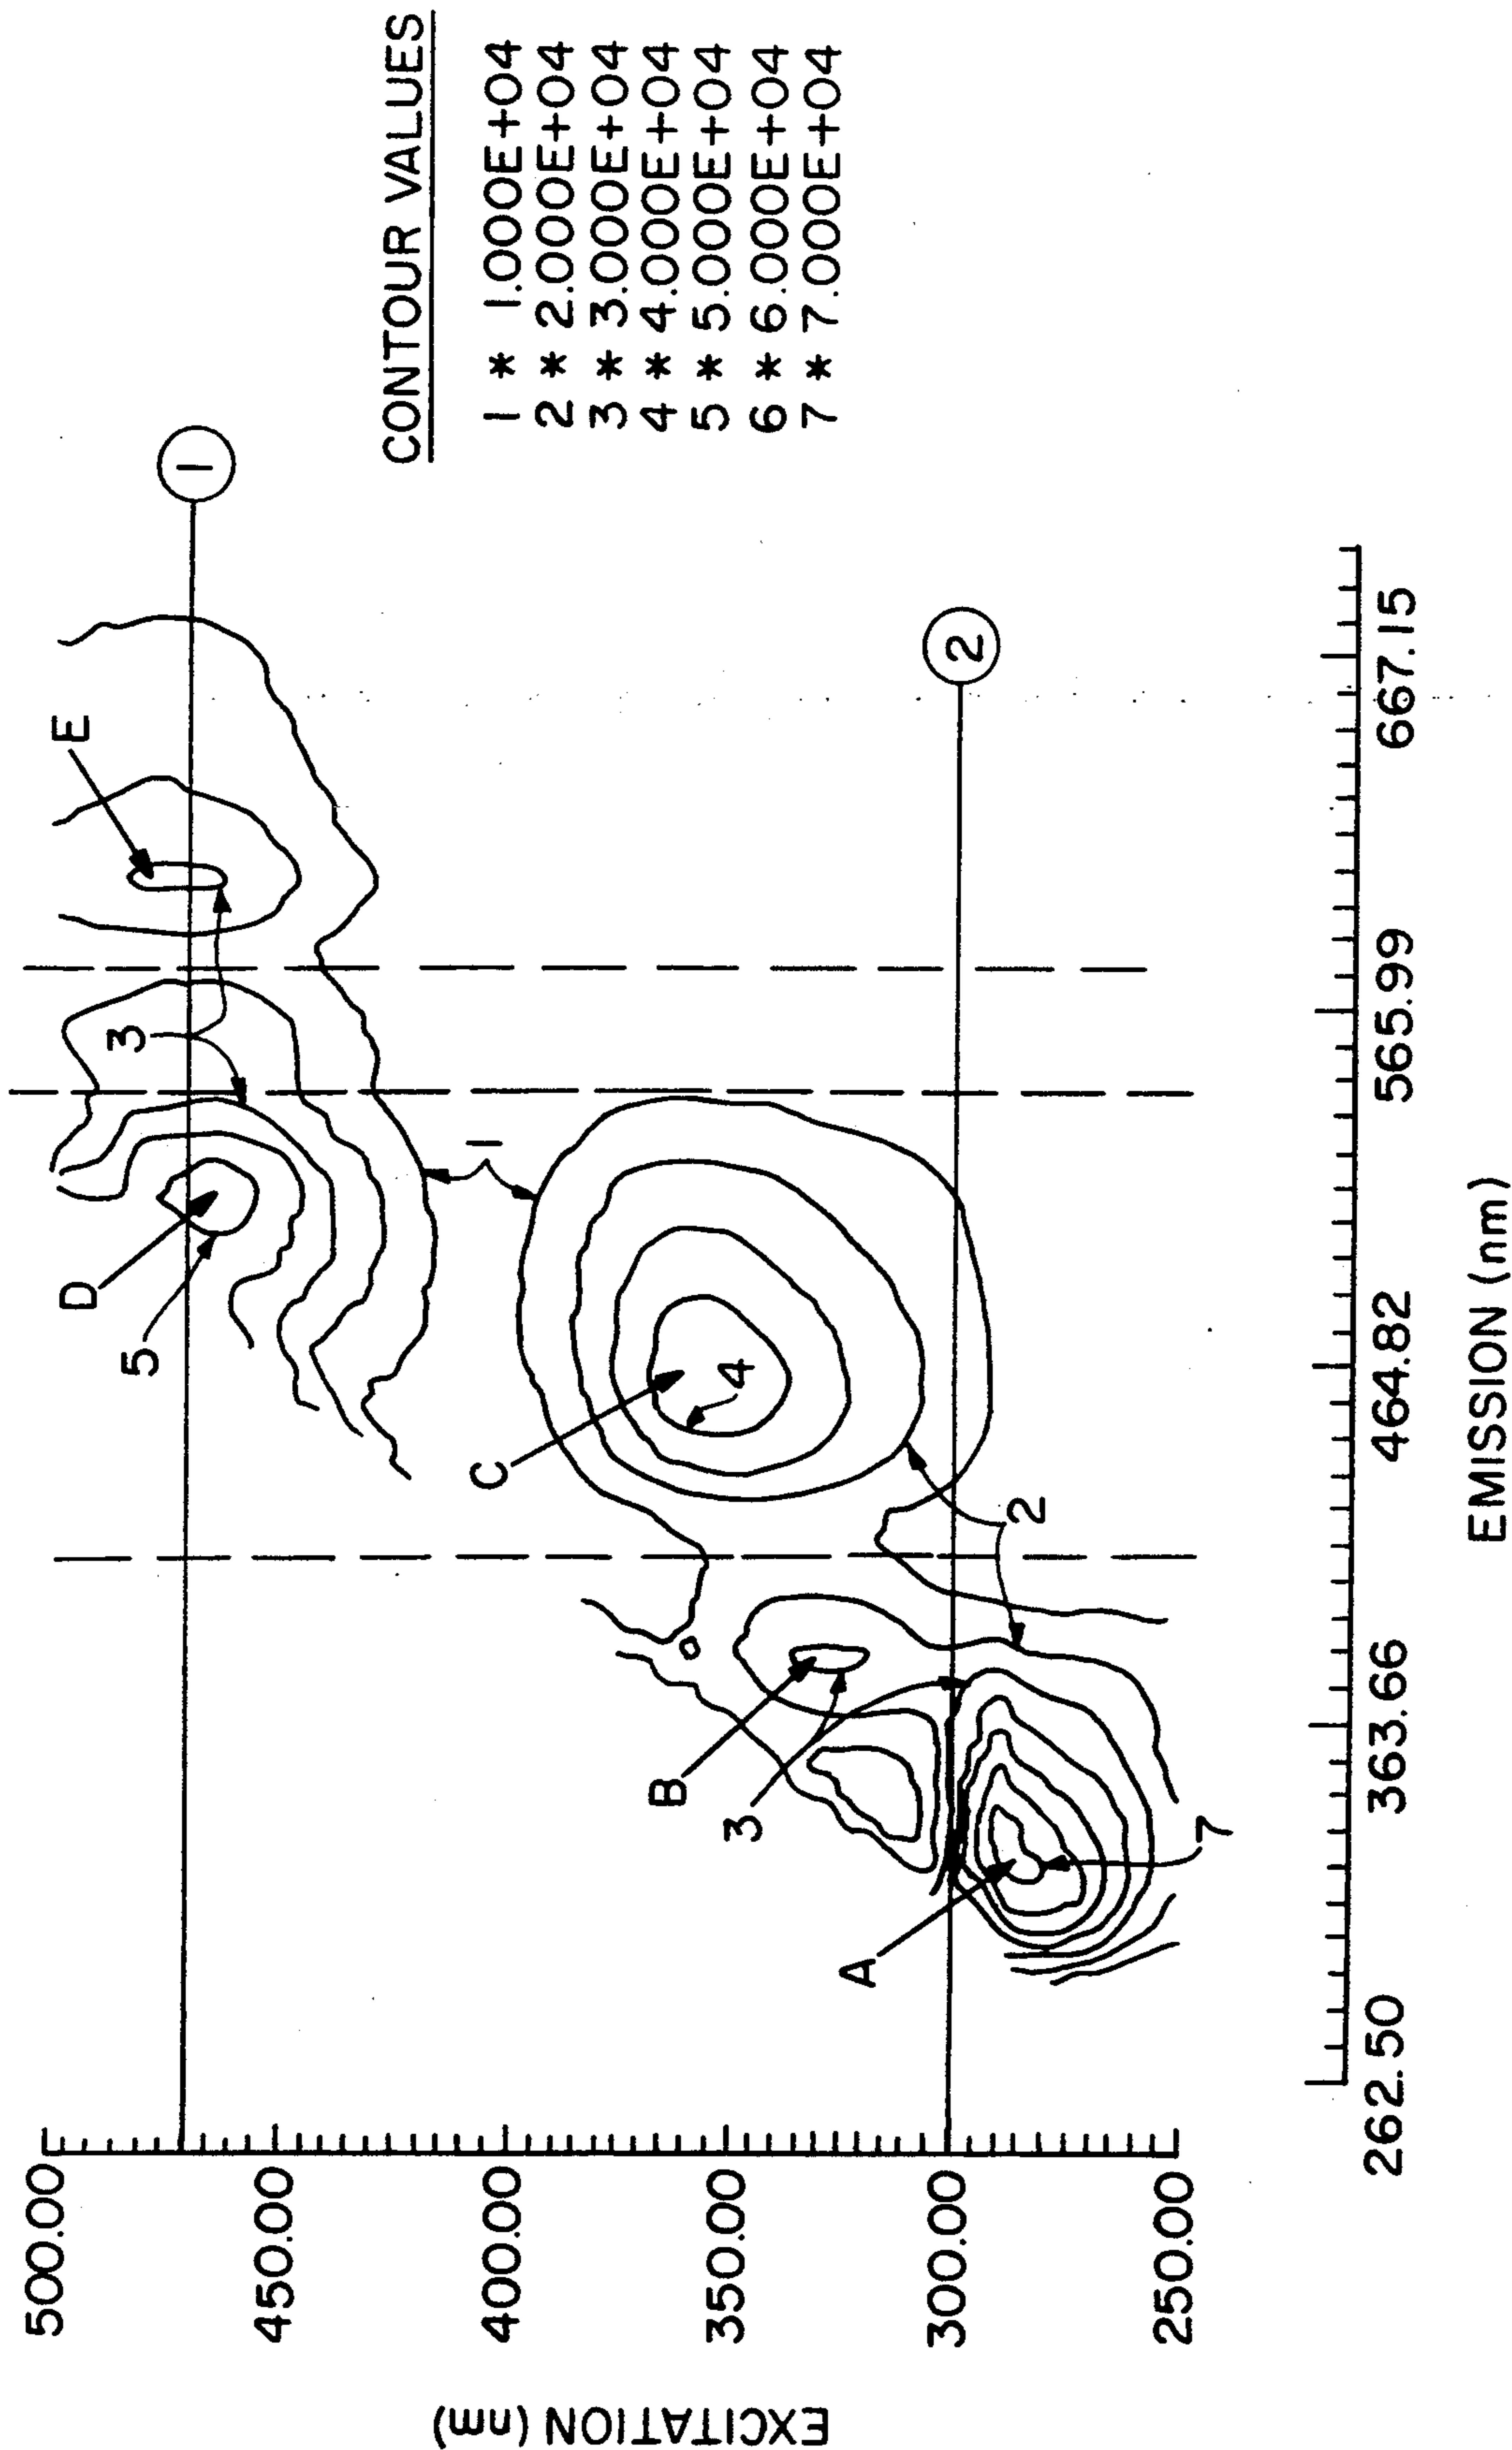 CONTOUR VALUES
1 * 1.000E+04
2 * 2.000E+04
3 * 3.000E+04
4 * 4.000E+04
5 * 5.000E+04
6 * 6.000E+04
7 * 7.000E+04
1
E
3
D
5
1
C
4
2
2
B
3
A
7
EXCITATION (nm)
500.00
450.00
400.00
350.00
300.00
250.00
262.50
363.66
464.82
565.99
667.15
EMISSION (nm)